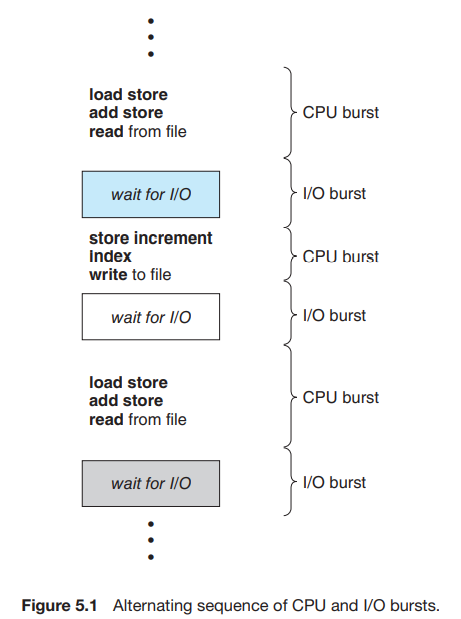 load store
add store
read from file
CPU burst
wait for I/O
I/O burst
store increment
index
write to file
CPU burst
wait for I/O
I/O burst
load store
add store
read from file
CPU burst
wait for I/O
I/O burst
Figure 5.1 Alternating sequence of CPU and I/O bursts.